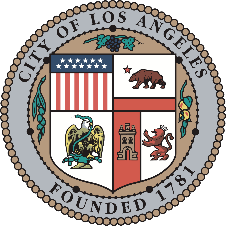 CITY OF LOS ANGELES
FOUNDED 1781